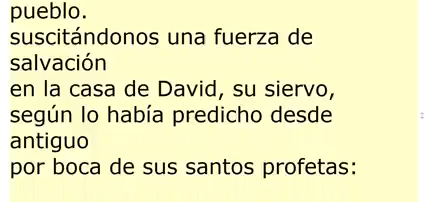 pueblo.
suscitándonos una fuerza de
salvación
en la casa de David, su siervo,
según lo había predicho desde
antiguo
por boca de sus santos profetas: